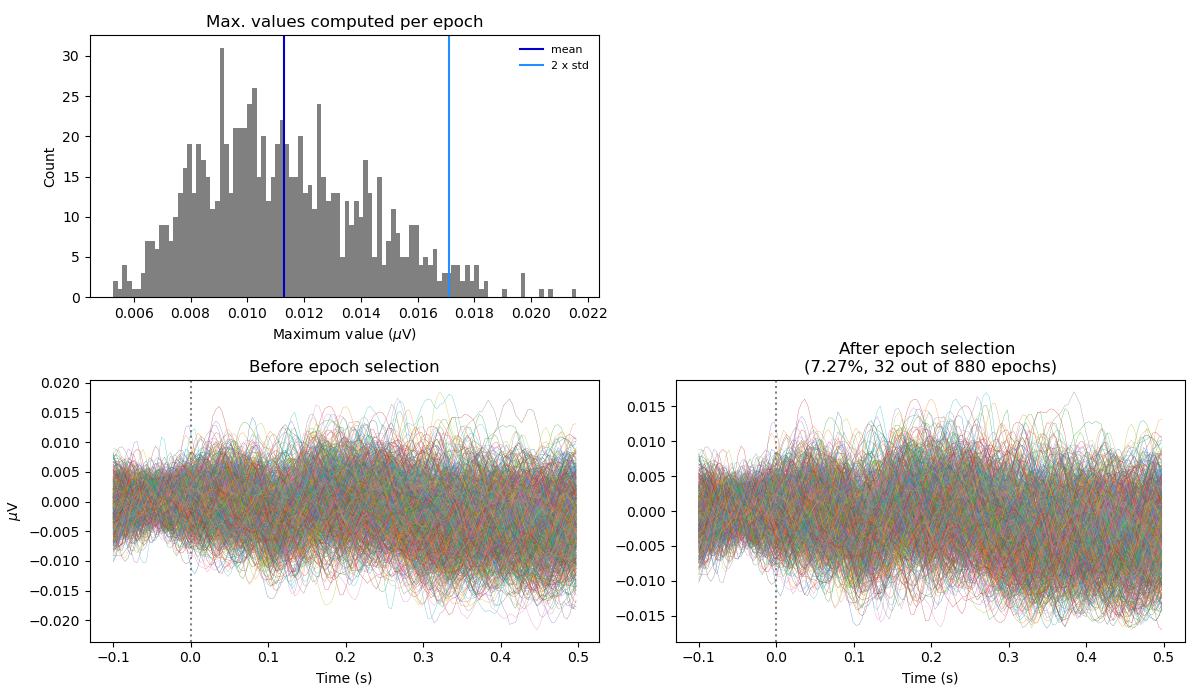 Max. values computed per epoch
Count
30
25
20
15
10
5
0
mean
2 x std
0.006 0.008 0.010 0.012 0.014 0.016 0.018 0.020 0.022
Maximum value (μV)
Before epoch selection
μV
0.020
0.015
0.010
0.005
0.000
−0.005
−0.010
−0.015
−0.020
−0.1 0.0 0.1 0.2 0.3 0.4 0.5
Time (s)
After epoch selection
(7.27%, 32 out of 880 epochs)
0.015
0.010
0.005
0.000
−0.005
−0.010
−0.015
−0.1 0.0 0.1 0.2 0.3 0.4 0.5
Time (s)